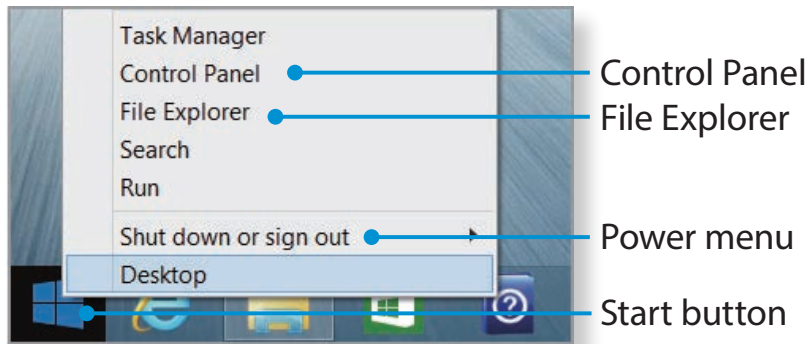 Task Manager
Control Panel
File Explorer
Search
Run
Shut down or sign out
Desktop
Control Panel
File Explorer
Power menu
Start button
?